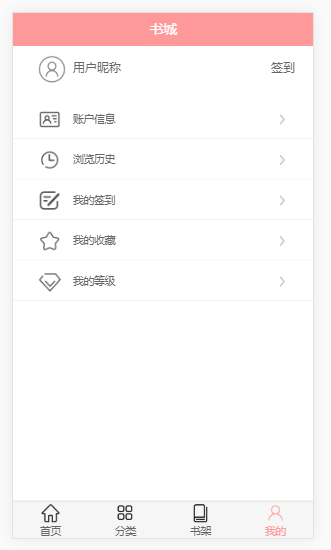 书城
用户昵称 签到
账户信息
浏览历史
我的签到
我的收藏
我的等级
首页 分类 书架 我的